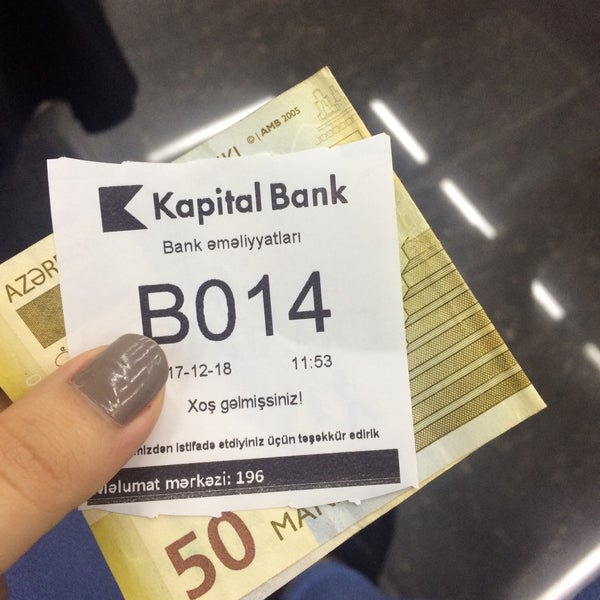 Kapital Bank
Bank əməliyyatları
B014
17-12-18 11:53
Xoş gəlmişsiniz!
istifadə etdiyiniz üçün təşəkkür edirik
Məlumat mərkəzi: 196
© | AMB 2005
50